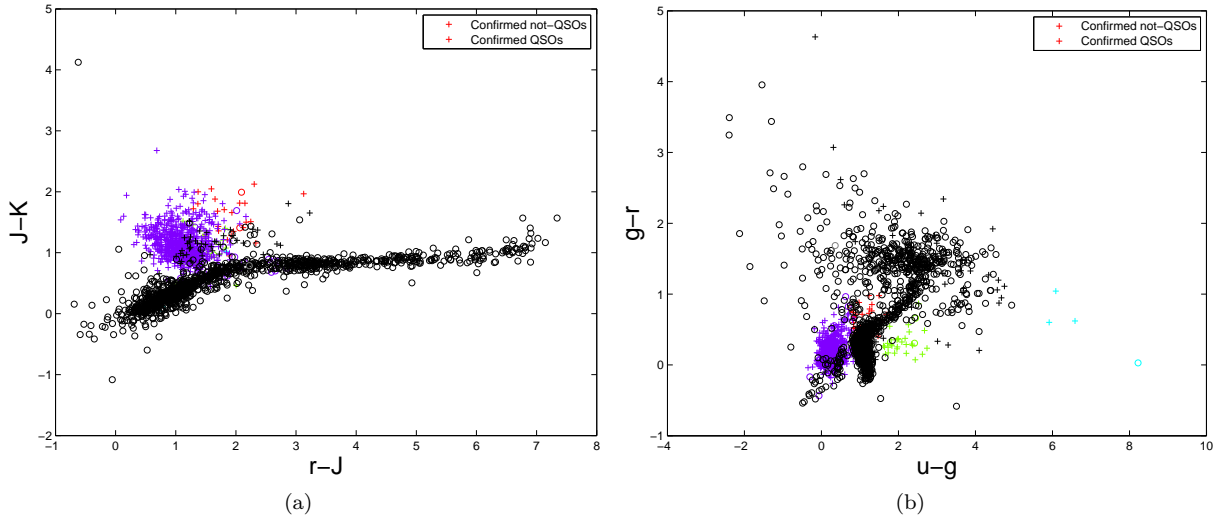 5
4
3
2
1
0
−1
−2
J−K
−1 0 1 2 3 4 5 6 7 8
r−J
Confirmed not−QSOs
Confirmed QSOs
(a)
5
4
3
2
1
0
−1
g−r
−4 −2 0 2 4 6 8 10
u−g
Confirmed not−QSOs
Confirmed QSOs
(b)